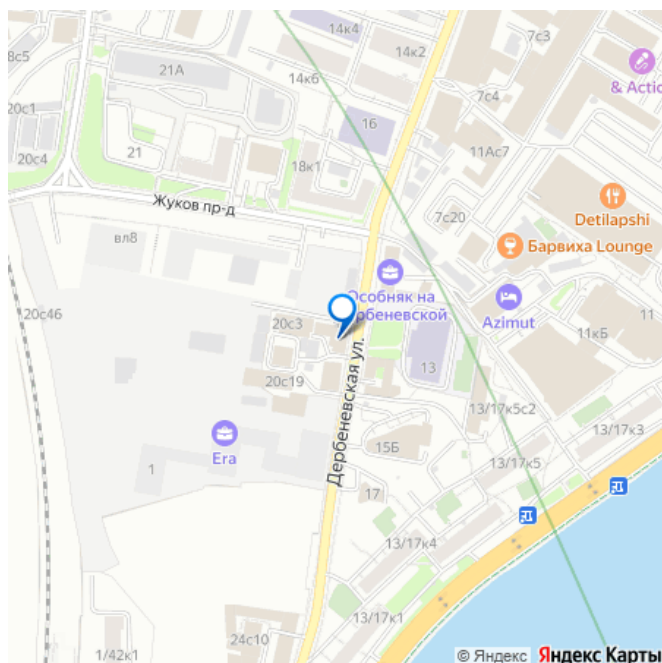 14к4
7с3
14к2
8с5
21А
14к6
7с4
& Actio
20с1
16
11Ас7
20с4
21
18к1
Detilapshi
Жуков пр-д
7с20
вл8
Барвиха Lounge
Особняк на
Дербеневской
20с46
20с3
Azimut
11кБ
13
20с19
13/17к5с2
Дербеневская ул.
13/17к3
15Б
Era
13/17к5
1
17
13/17к4
13/17к1
24с10
1/42к1
© Яндекс Яндекс Карты